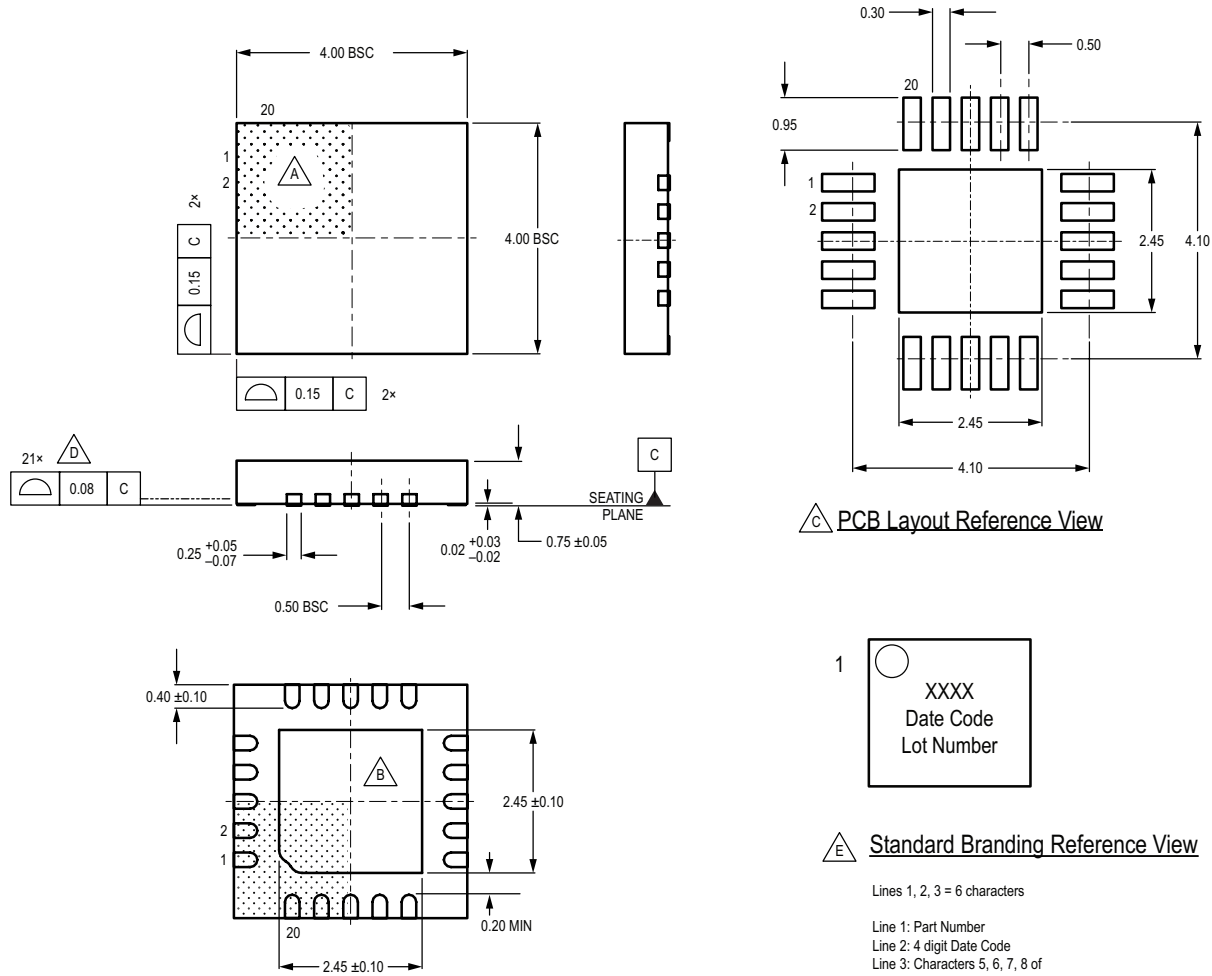 4.00 BSC
20
1
2
A
4.00 BSC
2×
C
0.15
0.15
C
2×
21×
D
0.08
C
C
SEATING
PLANE
0.25 +0.05
–0.07
0.02 +0.03
–0.02
0.75 ±0.05
0.50 BSC
0.40 ±0.10
B
2.45 ±0.10
2
1
20
0.20 MIN
2.45 ±0.10
0.30
0.50
20
0.95
1
2
2.45
4.10
2.45
4.10
C PCB Layout Reference View
1
XXXX
Date Code
Lot Number
E Standard Branding Reference View
Lines 1, 2, 3 = 6 characters
Line 1: Part Number
Line 2: 4 digit Date Code
Line 3: Characters 5, 6, 7, 8 of